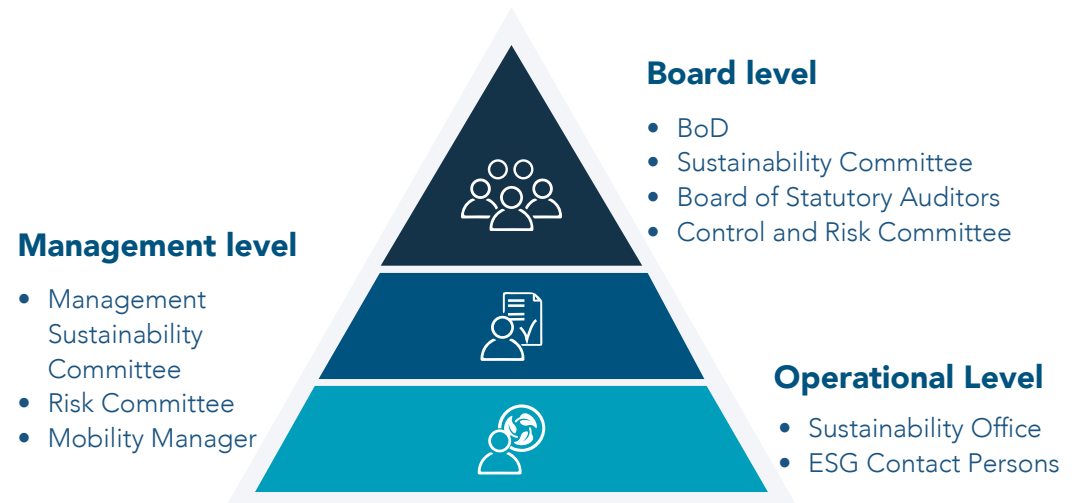 Board level
• BoD
• Sustainability Committee
• Board of Statutory Auditors
• Control and Risk Committee
Management level
• Management
Sustainability
Committee
• Risk Committee
• Mobility Manager
Operational Level
• Sustainability Office
• ESG Contact Persons